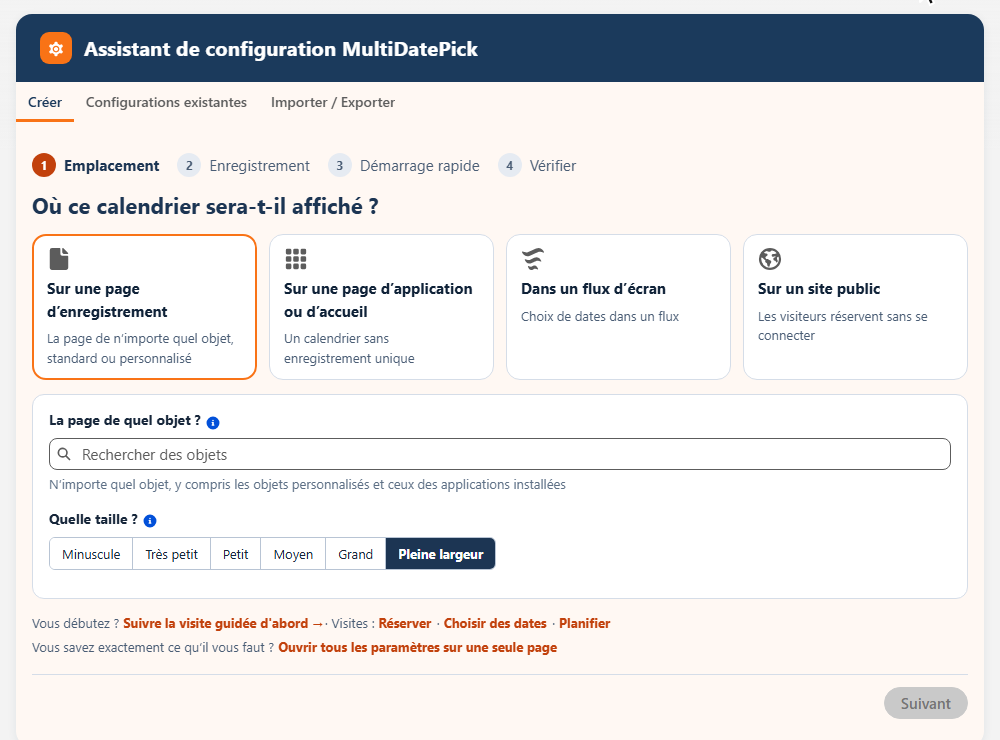 Assistant de configuration MultiDatePick
Créer
Configurations existantes
Importer / Exporter
1 Emplacement
2 Enregistrement
3 Démarrage rapide
4 Vérifier
Où ce calendrier sera-t-il affiché ?
Sur une page
d’enregistrement
La page de n’importe quel objet,
standard ou personnalisé
Sur une page d’application
ou d’accueil
Un calendrier sans
enregistrement unique
Dans un flux d’écran
Choix de dates dans un flux
Sur un site public
Les visiteurs réservent sans se
connecter
La page de quel objet ?
Rechercher des objets
N’importe quel objet, y compris les objets personnalisés et ceux des applications installées
Quelle taille ?
Minuscule
Très petit
Petit
Moyen
Grand
Pleine largeur
Vous débutez ? Suivre la visite guidée d’abord → · Visites : Réserver · Choisir des dates · Planifier
Vous savez exactement ce qu’il vous faut ? Ouvrir tous les paramètres sur une seule page
Suivant